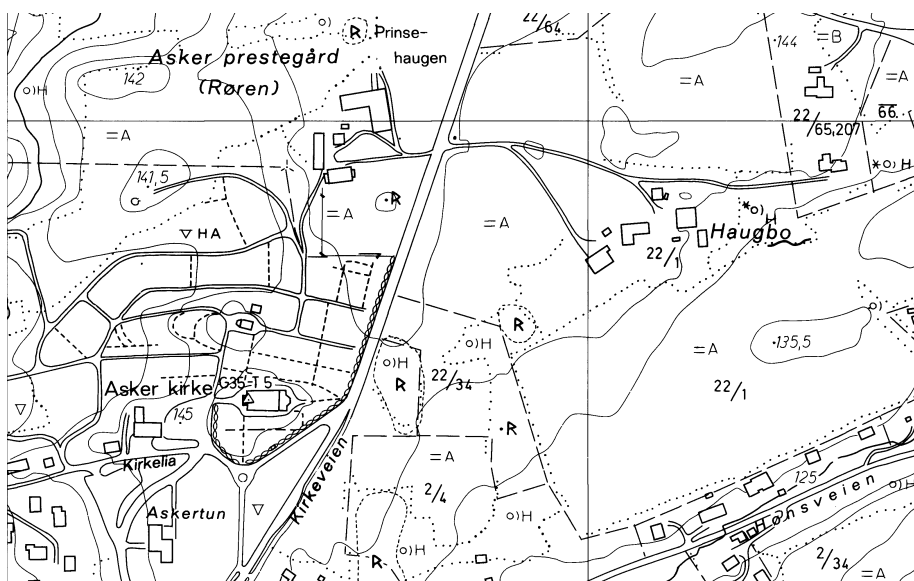 22/64
R Prinse-
haugen
Asker prestegård
(Røren)
144
=B
142
O)H
=A
=A
=A
=A
22/65,207
66
141,5
*O)H
R
=A
=A
*O)
H
HA
Haugbo
22/1
R
135,5
O)
=A
O)H
O)H
Asker kirke
G35-T5
R
22/34
22/1
145
R
Kirkelia
Kirkeveien
=A
125
O)H
2/4
Askertun
Hønsveien
O)H
R
2/34
=A